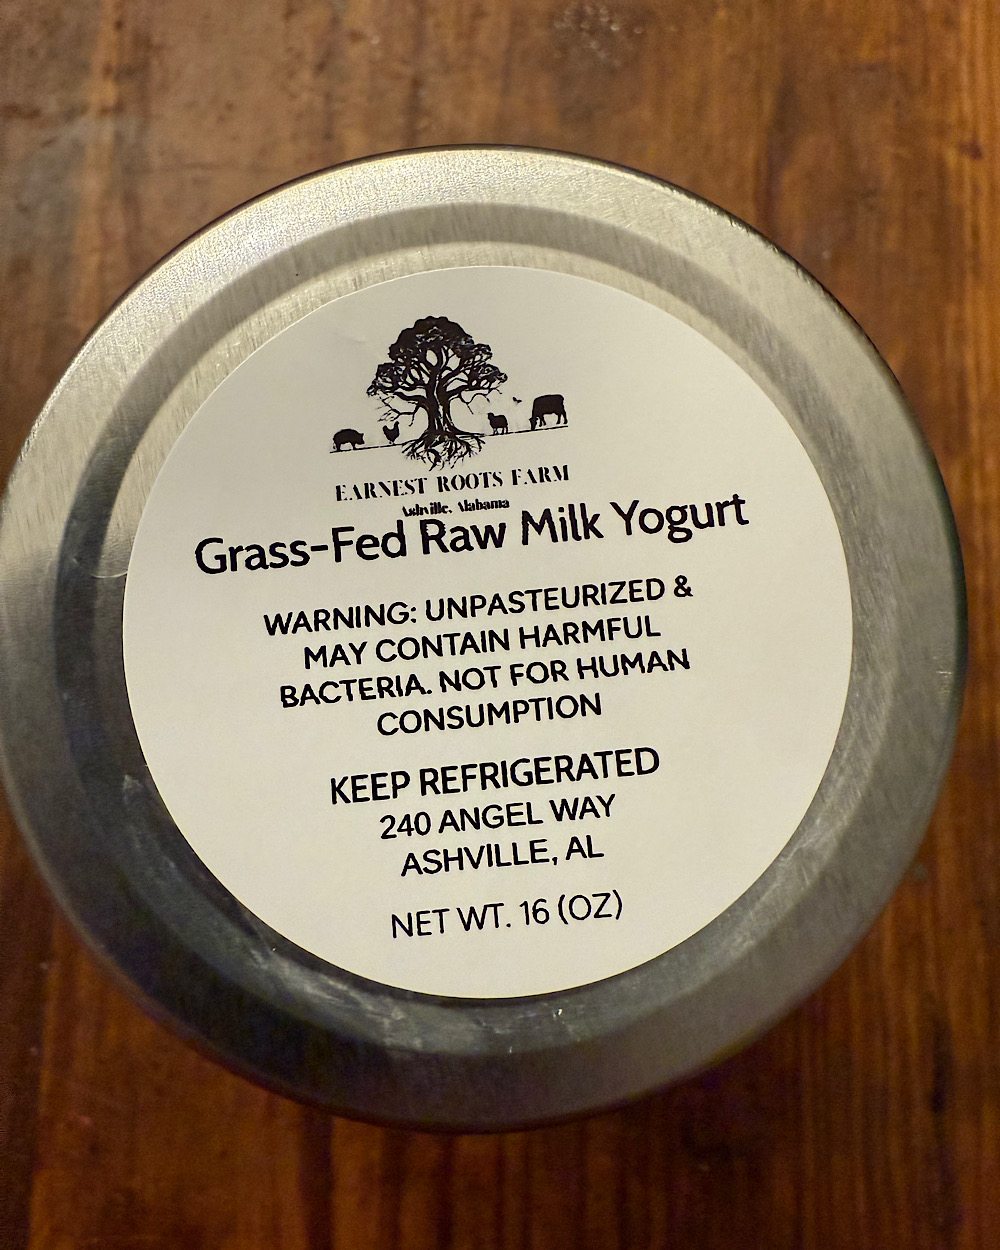 EARNEST ROOTS FARM
Ashville, Alabama
Grass-Fed Raw Milk Yogurt
WARNING: UNPASTEURIZED &
MAY CONTAIN HARMFUL
BACTERIA. NOT FOR HUMAN
CONSUMPTION
KEEP REFRIGERATED
240 ANGEL WAY
ASHVILLE, AL
NET WT. 16 (OZ)